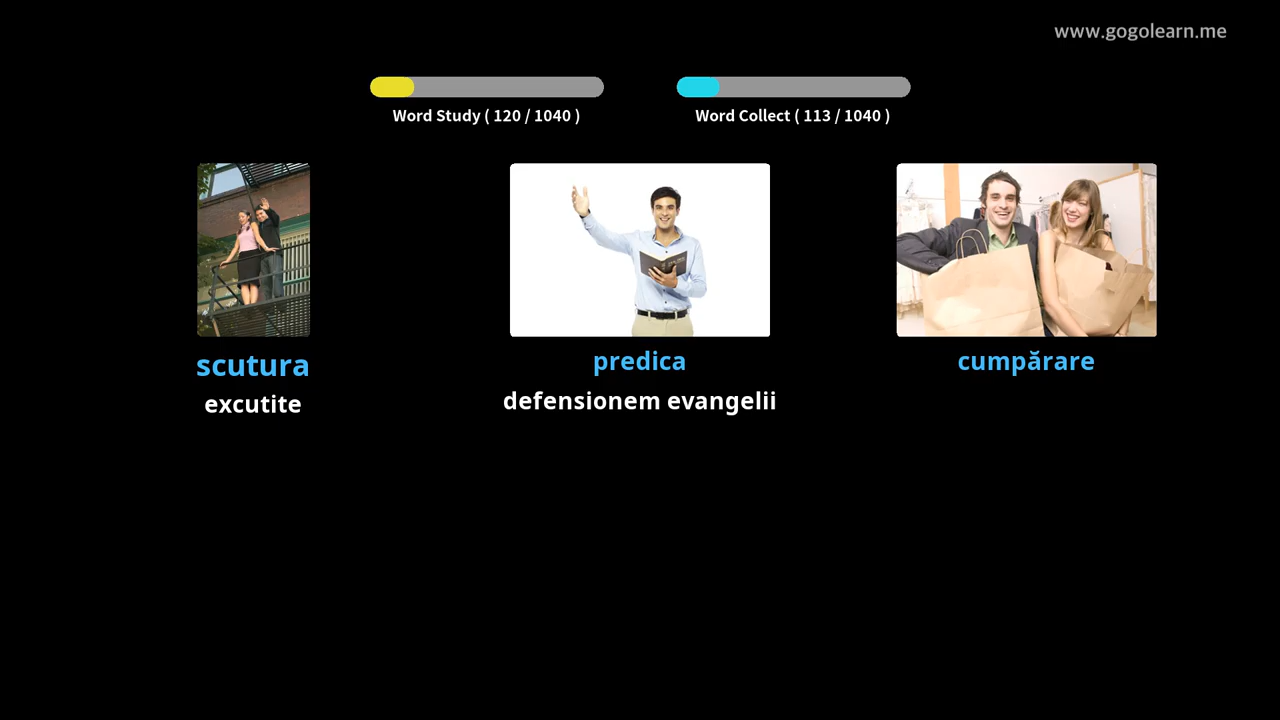 www.gogolearn.me
Word Study ( 120 / 1040 )
Word Collect ( 113 / 1040 )
scutura
predica
cumpărare
excutite
defensionem evangelii